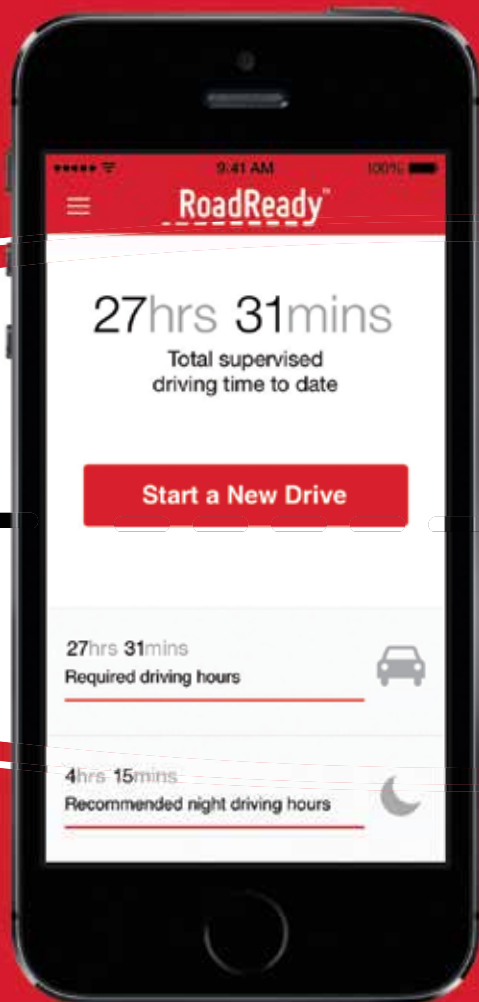 9:41 AM 100%
RoadReady™
27hrs 31mins
Total supervised
driving time to date
Start a New Drive
27hrs 31mins
Required driving hours
4hrs 15mins
Recommended night driving hours